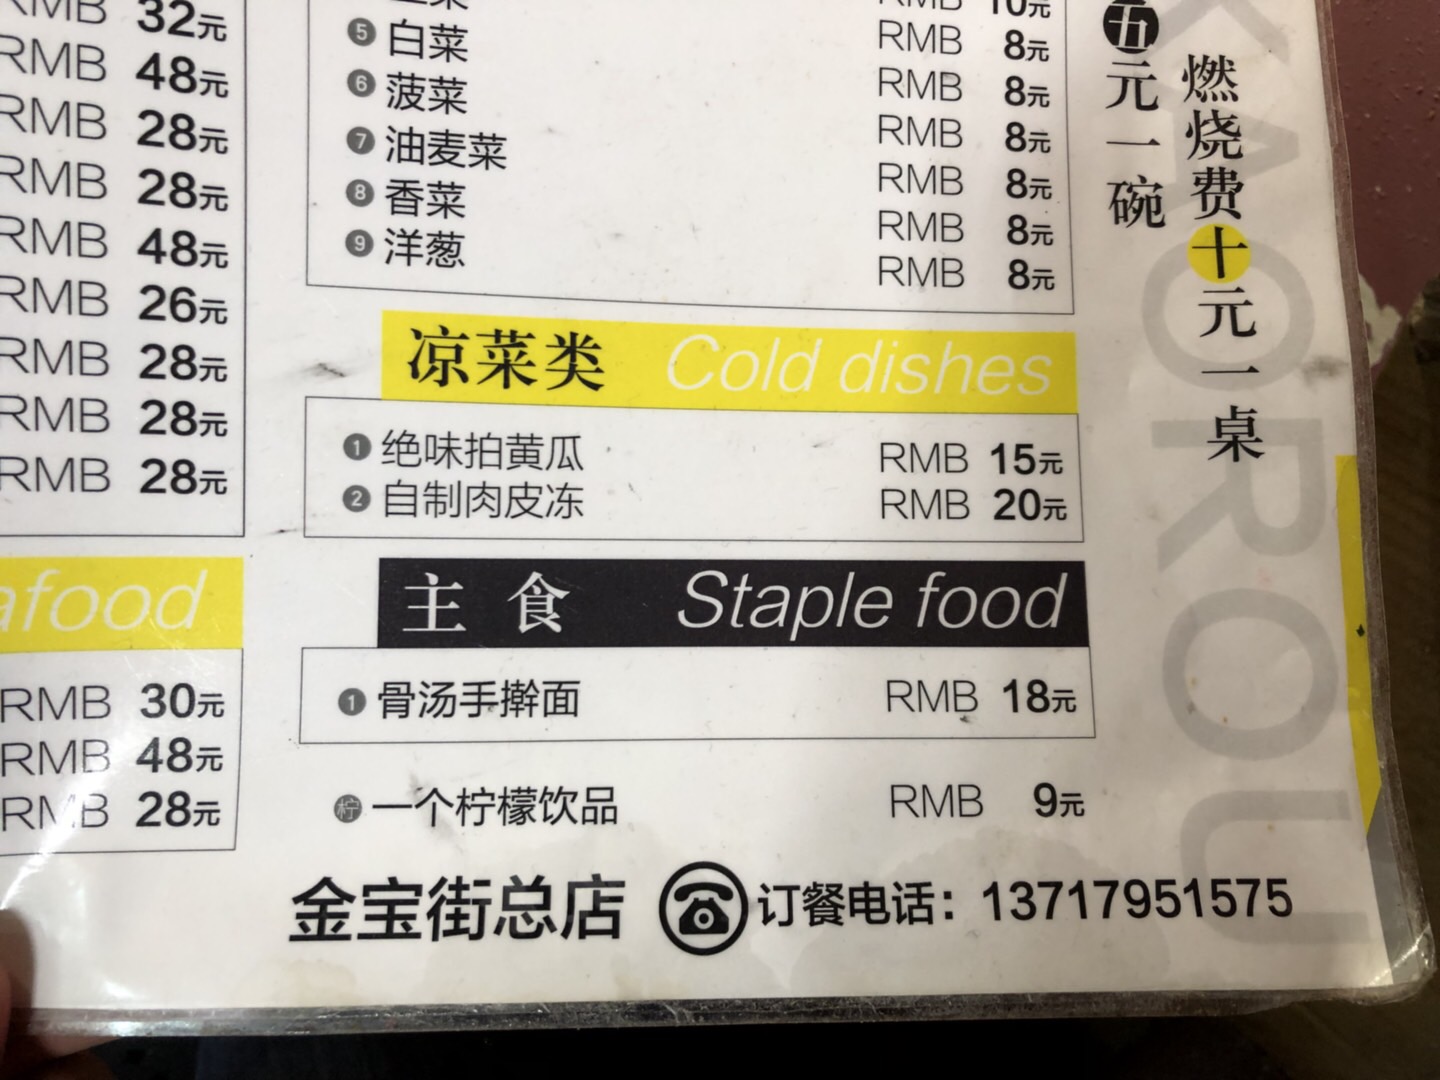 RMB 32元
RMB 48元
RMB 28元
RMB 28元
RMB 48元
RMB 26元
RMB 28元
RMB 28元
RMB 28元
afood
RMB 30元
RMB 48元
RMB 28元
RMB 10元
5 白菜 RMB 8元
6 菠菜 RMB 8元
7 油麦菜 RMB 8元
8 香菜 RMB 8元
9 洋葱 RMB 8元
RMB 8元
凉菜类 Cold dishes
1 绝味拍黄瓜 RMB 15元
2 自制肉皮冻 RMB 20元
主食 Staple food
1 骨汤手擀面 RMB 18元
柠 一个柠檬饮品 RMB 9元
金宝街总店 订餐电话：13717951575
五元一碗
燃烧费十元一桌
KAOROU